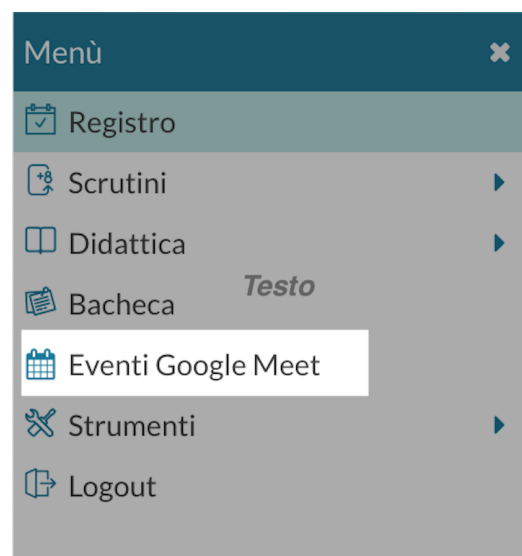 Menù
Registro
Scrutini
Didattica
Testo
Bacheca
Eventi Google Meet
Strumenti
Logout